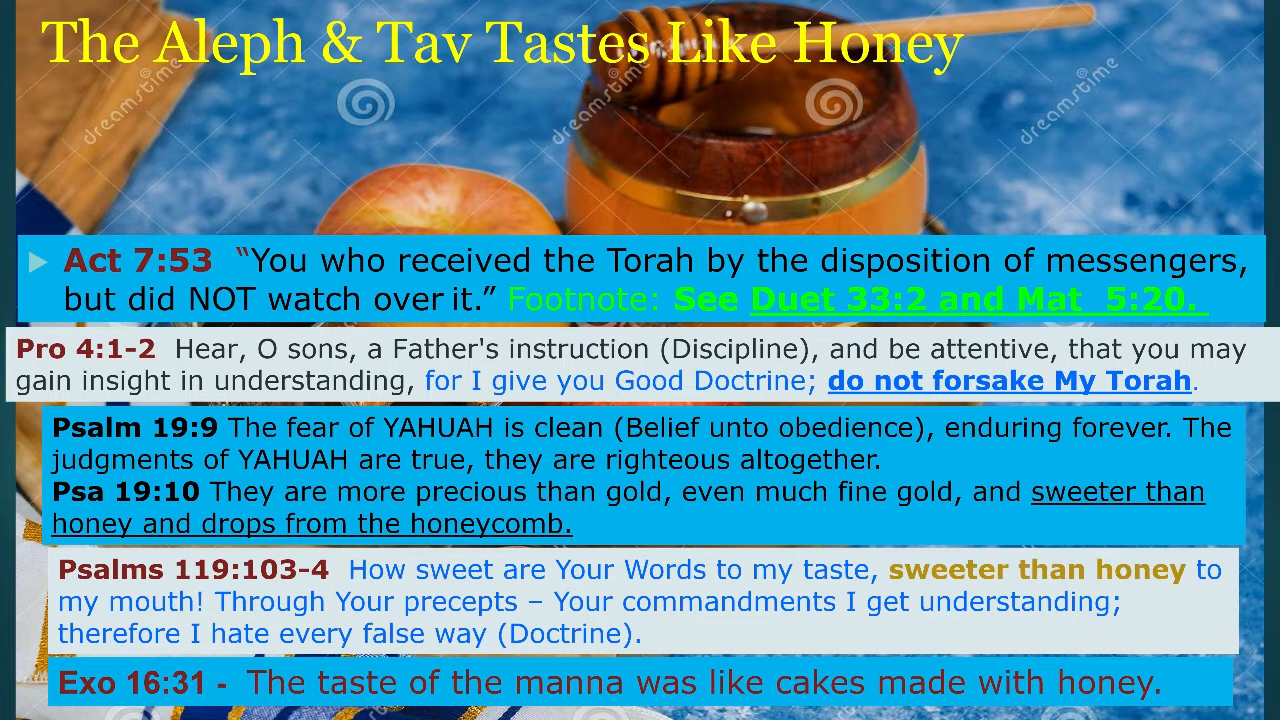 The Aleph & Tav Tastes Like Honey
dreamstime
dreamstime
dreamstime
Act 7:53 “You who received the Torah by the disposition of messengers,
but did NOT watch over it.” Footnote: See Duet 33:2 and Mat 5:20.
Pro 4:1-2 Hear, O sons, a Father's instruction (Discipline), and be attentive, that you may
gain insight in understanding, for I give you Good Doctrine; do not forsake My Torah.
Psalm 19:9 The fear of YAHUAH is clean (Belief unto obedience), enduring forever. The
judgments of YAHUAH are true, they are righteous altogether.
Psa 19:10 They are more precious than gold, even much fine gold, and sweeter than
honey and drops from the honeycomb.
Psalms 119:103-4 How sweet are Your Words to my taste, sweeter than honey to
my mouth! Through Your precepts – Your commandments I get understanding;
therefore I hate every false way (Doctrine).
Exo 16:31 - The taste of the manna was like cakes made with honey.